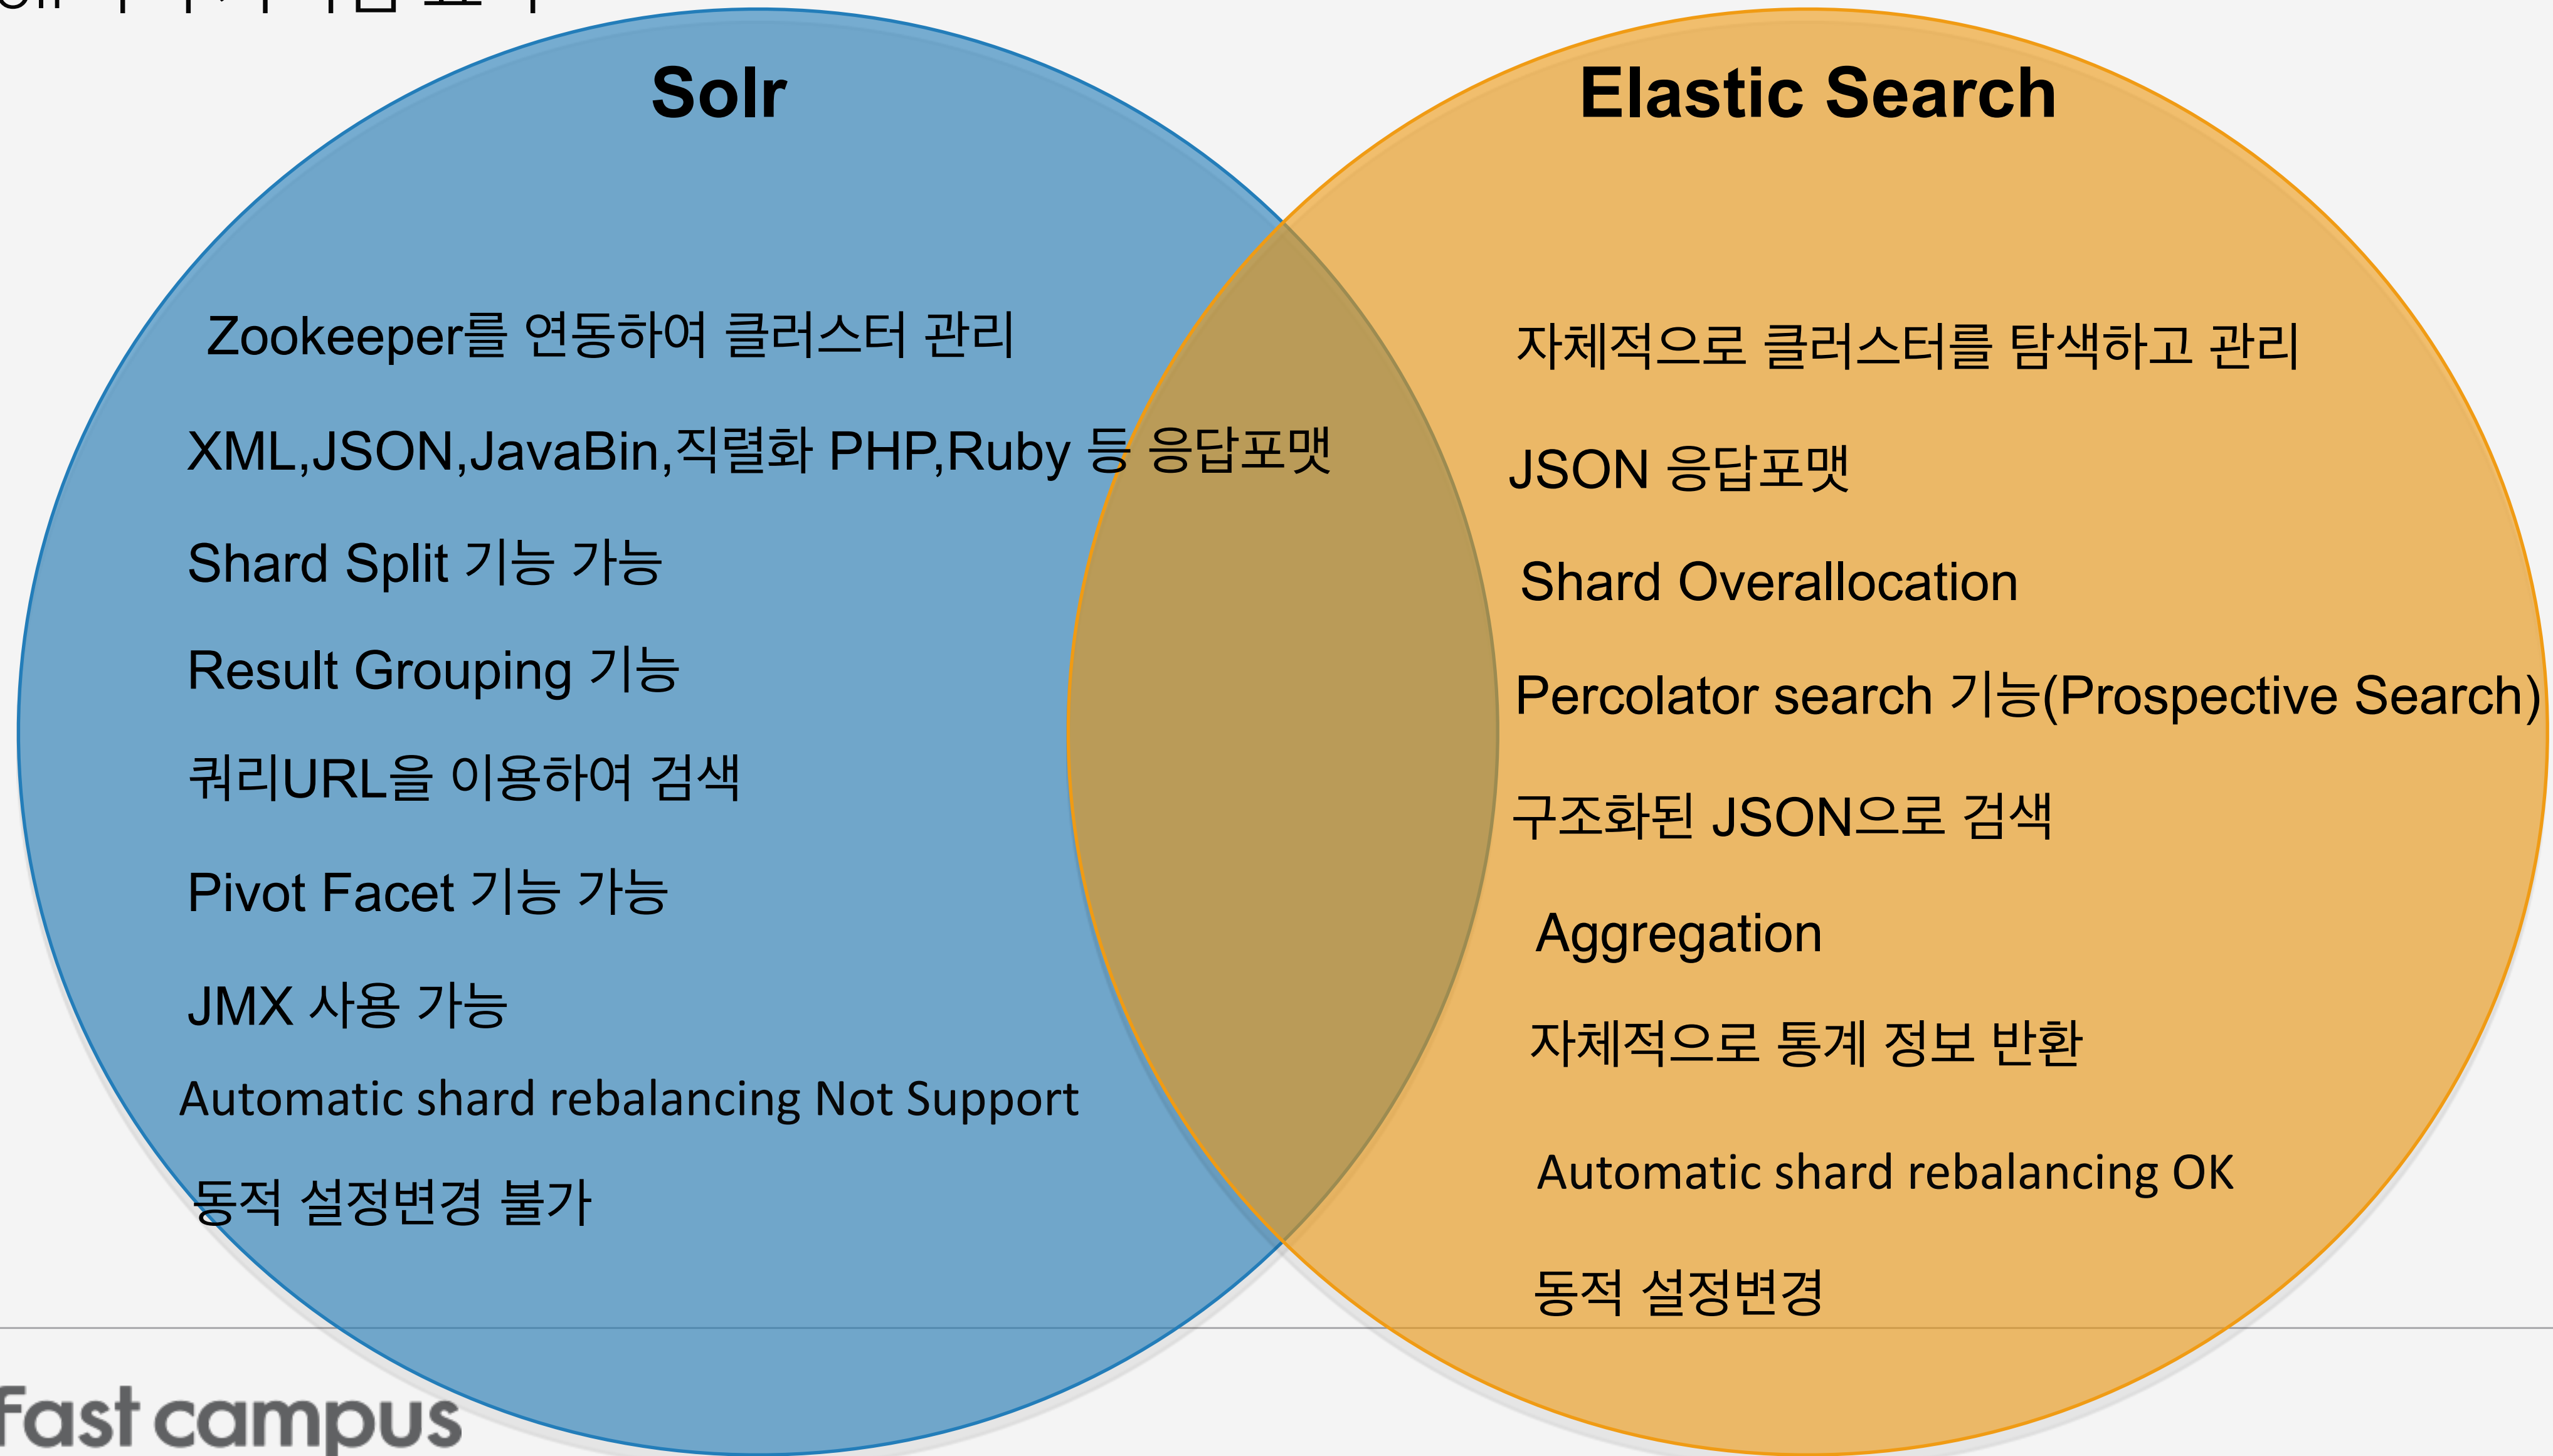 Solr
Zookeeper를 연동하여 클러스터 관리
XML,JSON,JavaBin,직렬화 PHP,Ruby 등 응답포맷
Shard Split 기능 가능
Result Grouping 기능
쿼리URL을 이용하여 검색
Pivot Facet 기능 가능
JMX 사용 가능
Automatic shard rebalancing Not Support
동적 설정변경 불가
Elastic Search
자체적으로 클러스터를 탐색하고 관리
JSON 응답포맷
Shard Overallocation
Percolator search 기능(Prospective Search)
구조화된 JSON으로 검색
Aggregation
자체적으로 통계 정보 반환
Automatic shard rebalancing OK
동적 설정변경
fast campus